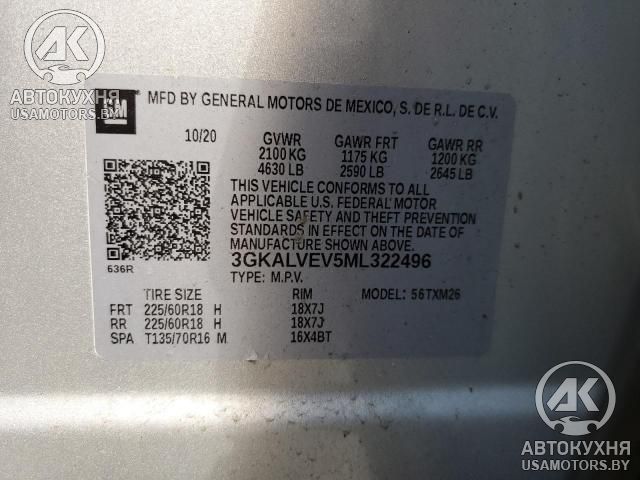 AK
АВТОКУХНЯ
USAMOTORS.BY
GM
MFD BY GENERAL MOTORS DE MEXICO, S. DE R.L. DE C.V.
10/20 GVWR GAWR FRT GAWR RR
2100 KG 1175 KG 1200 KG
4630 LB 2590 LB 2645 LB
THIS VEHICLE CONFORMS TO ALL
APPLICABLE U.S. FEDERAL MOTOR
VEHICLE SAFETY AND THEFT PREVENTION
STANDARDS IN EFFECT ON THE DATE
OF MANUFACTURE SHOWN ABOVE.
3GKALVEV5ML322496
636R
TYPE: M.P.V.
TIRE SIZE RIM MODEL: 56TXM26
FRT 225/60R18 H 18X7J
RR 225/60R18 H 18X7J
SPA T135/70R16 M 16X4BT
AK
АВТОКУХНЯ
USAMOTORS.BY